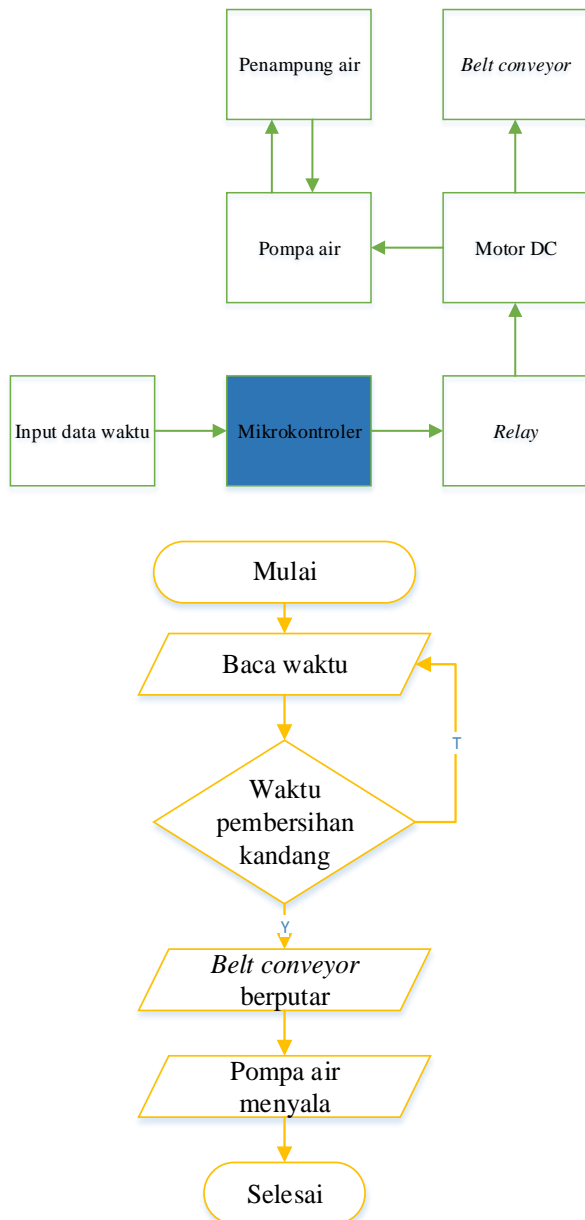 Penampung air
Belt conveyor
Pompa air
Motor DC
Input data waktu
Mikrokontroler
Relay
Mulai
Baca waktu
T
Waktu
pembersihan
kandang
Y
Belt conveyor
berputar
Pompa air
menyala
Selesai